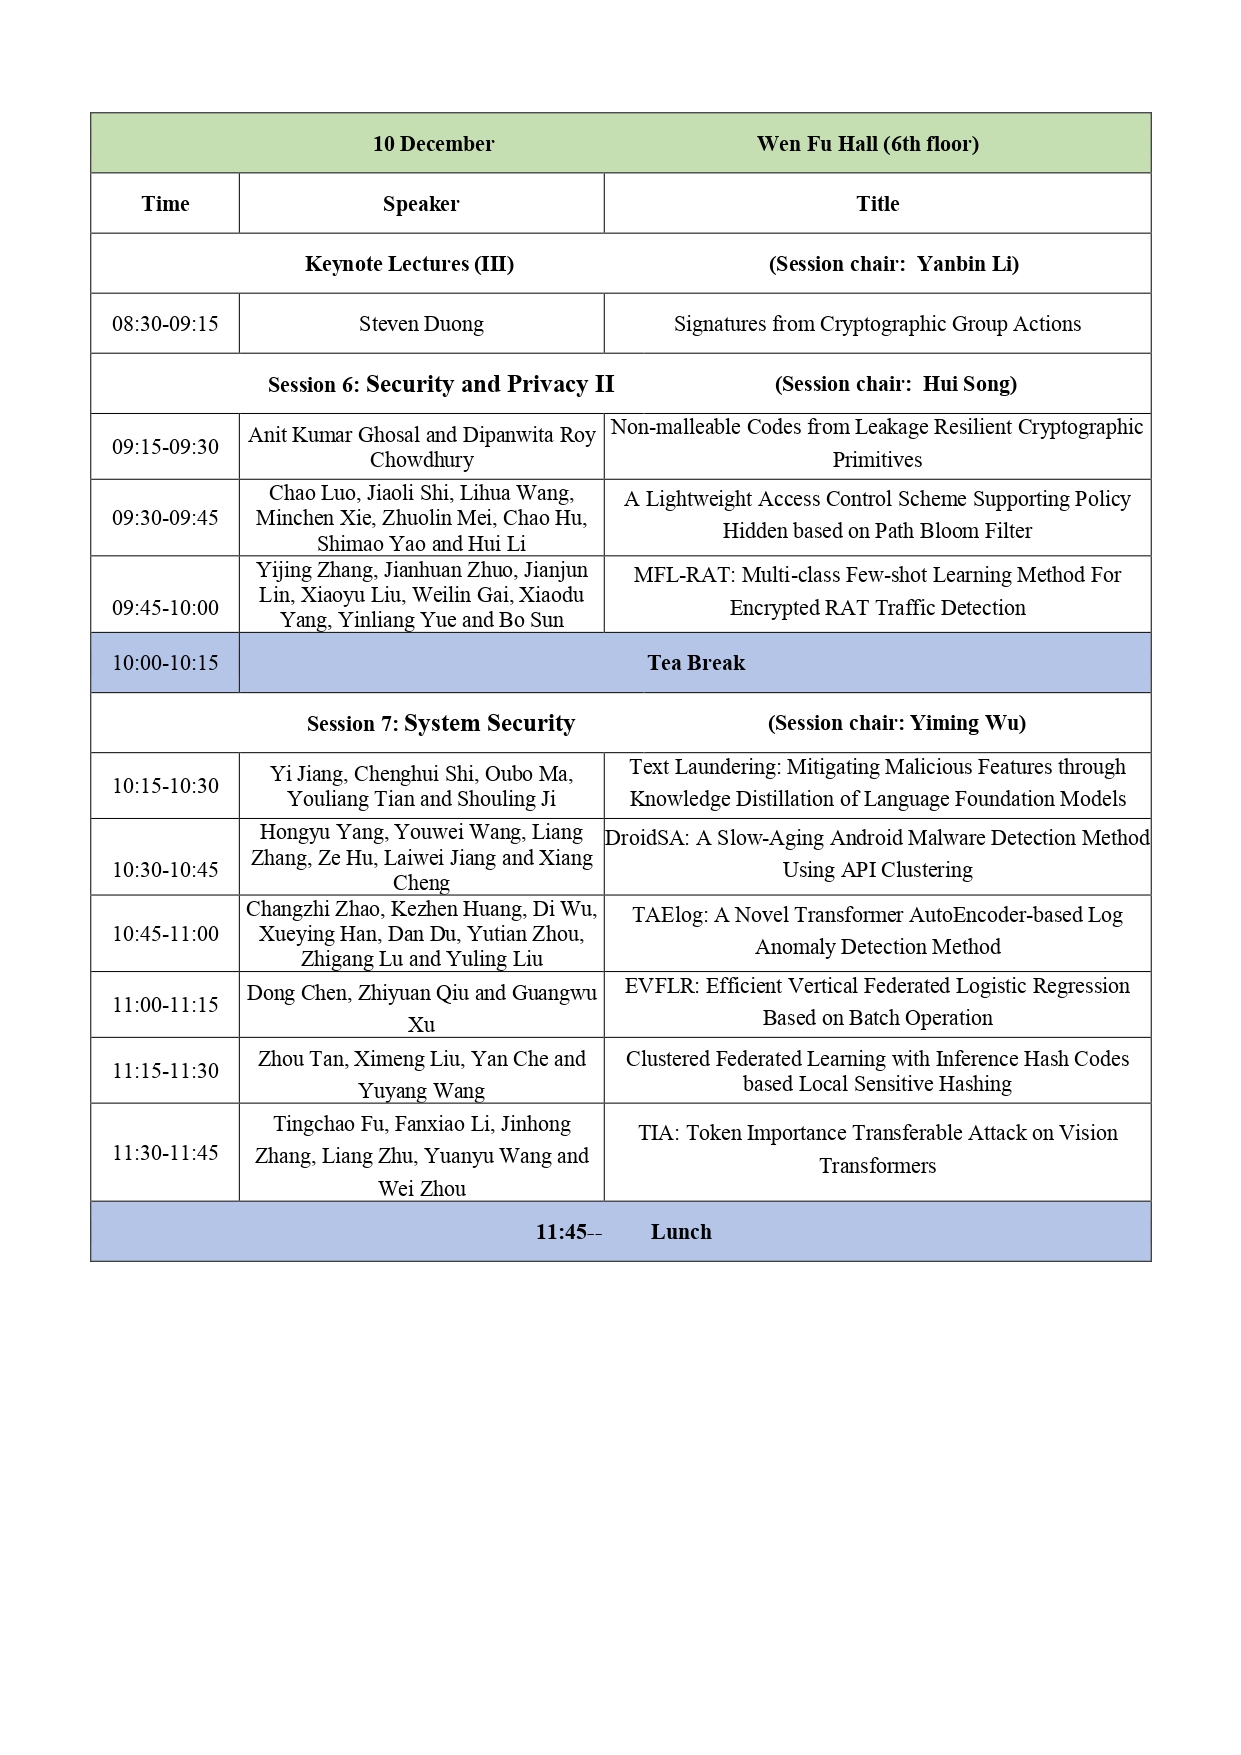 10 December Wen Fu Hall (6th floor)
Time Speaker Title
Keynote Lectures (III) (Session chair: Yanbin Li)
08:30-09:15 Steven Duong Signatures from Cryptographic Group Actions
Session 6: Security and Privacy II (Session chair: Hui Song)
09:15-09:30
Anit Kumar Ghosal and Dipanwita Roy
Chowdhury
Non-malleable Codes from Leakage Resilient Cryptographic
Primitives
09:30-09:45
Chao Luo, Jiaoli Shi, Lihua Wang,
Minchen Xie, Zhuolin Mei, Chao Hu,
Shimao Yao and Hui Li
A Lightweight Access Control Scheme Supporting Policy
Hidden based on Path Bloom Filter
09:45-10:00
Yijing Zhang, Jianhuan Zhuo, Jianjun
Lin, Xiaoyu Liu, Weilin Gai, Xiaodu
Yang, Yinliang Yue and Bo Sun
MFL-RAT: Multi-class Few-shot Learning Method For
Encrypted RAT Traffic Detection
10:00-10:15 Tea Break
Session 7: System Security (Session chair: Yiming Wu)
10:15-10:30
Yi Jiang, Chenghui Shi, Oubo Ma,
Youliang Tian and Shouling Ji
Text Laundering: Mitigating Malicious Features through
Knowledge Distillation of Language Foundation Models
10:30-10:45
Hongyu Yang, Youwei Wang, Liang
Zhang, Ze Hu, Laiwei Jiang and Xiang
Cheng
DroidSA: A Slow-Aging Android Malware Detection Method
Using API Clustering
10:45-11:00
Changzhi Zhao, Kezhen Huang, Di Wu,
Xueying Han, Dan Du, Yutian Zhou,
Zhigang Lu and Yuling Liu
TAElog: A Novel Transformer AutoEncoder-based Log
Anomaly Detection Method
11:00-11:15
Dong Chen, Zhiyuan Qiu and Guangwu
Xu
EVFLR: Efficient Vertical Federated Logistic Regression
Based on Batch Operation
11:15-11:30
Zhou Tan, Ximeng Liu, Yan Che and
Yuyang Wang
Clustered Federated Learning with Inference Hash Codes
based Local Sensitive Hashing
11:30-11:45
Tingchao Fu, Fanxiao Li, Jinhong
Zhang, Liang Zhu, Yuanyu Wang and
Wei Zhou
TIA: Token Importance Transferable Attack on Vision
Transformers
11:45-- Lunch